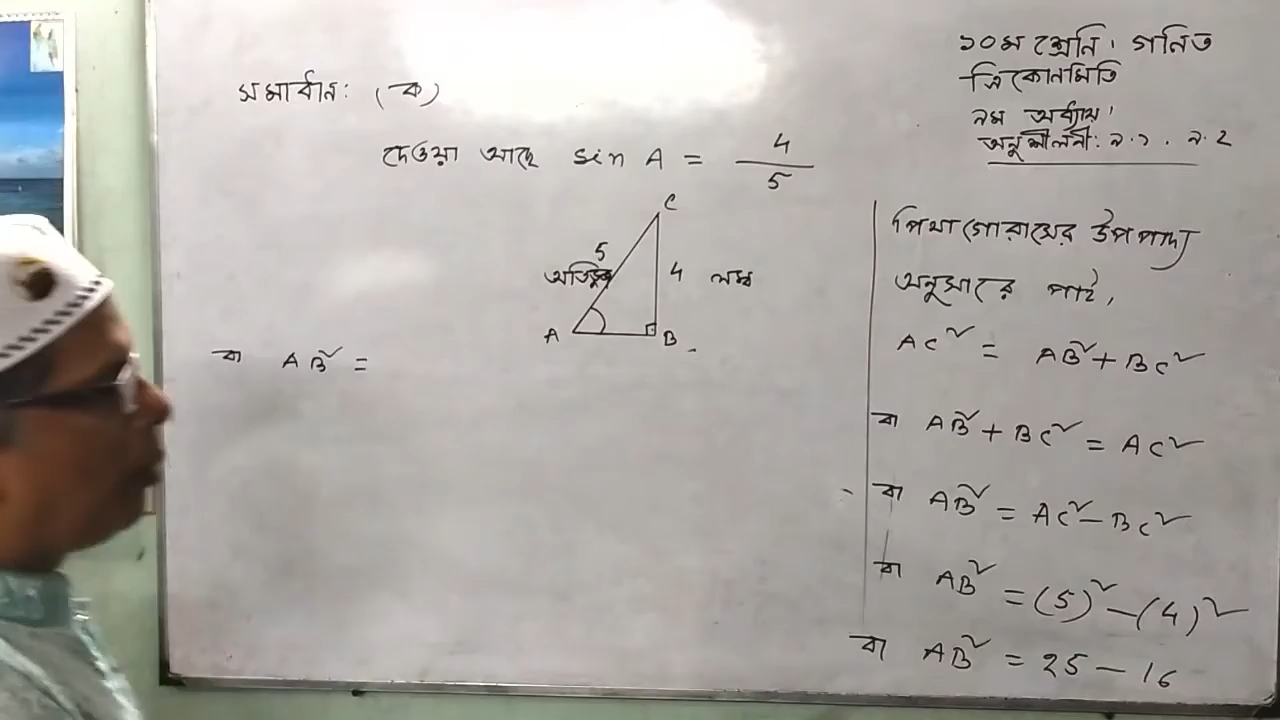 ১০ম শ্রেনি, গনিত
ত্রিকোনমিতি
৯ম অধ্যায়,
অনুশীলনী: ৯.১, ৯.২
সমাধান: (ক)
দেওয়া আছে sin A = 4/5
C
5
অতিভুজ
4 লম্ব
A B
বা AB² =
পিথাগোরাসের উপপাদ্য
অনুসারে পাই,
AC² = AB² + BC²
বা AB² + BC² = AC²
বা AB² = AC² - BC²
বা AB² = (5)² - (4)²
বা AB² = 25 - 16